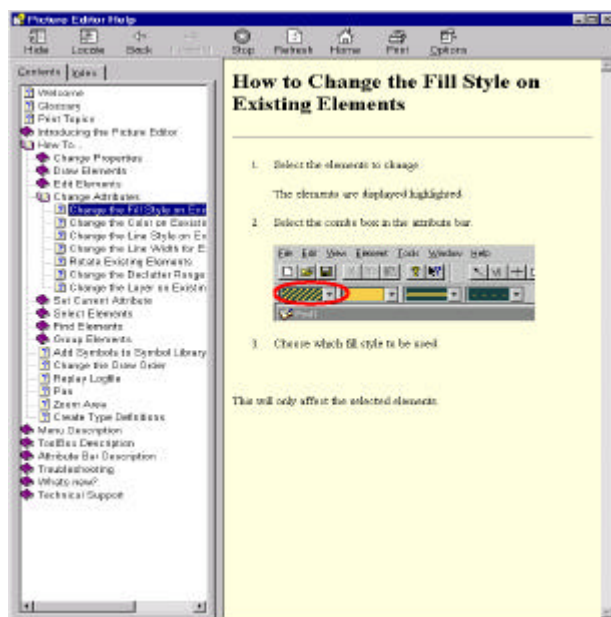 Picture Editor Help
Hide Locate Back Stop Refresh Home Print Options
Contents Index
Welcome
Glossary
Print Topics
Introducing the Picture Editor
How To...
Change Properties
Draw Elements
Edit Elements
Change Attributes
Change the Fill Style on Exis
Change the Color on Existin
Change the Line Style on Ex
Change the Line Width for E
Rotate Existing Elements
Change the Declutter Range
Change the Layer on Existin
Set Current Attribute
Select Elements
Find Elements
Group Elements
Add Symbols to Symbol Library
Change the Draw Order
Replay Logfile
Pan
Zoom Area
Create Type Definitions
Menu Description
ToolBox Description
Attribute Bar Description
Troubleshooting
Whats new?
Technical Support
How to Change the Fill Style on
Existing Elements
1. Select the elements to change
The elements are displayed highlighted.
2. Select the combo box in the attribute bar.
File Edit View Element Tools Window Help
3. Choose which fill style to be used
This will only affect the selected elements.